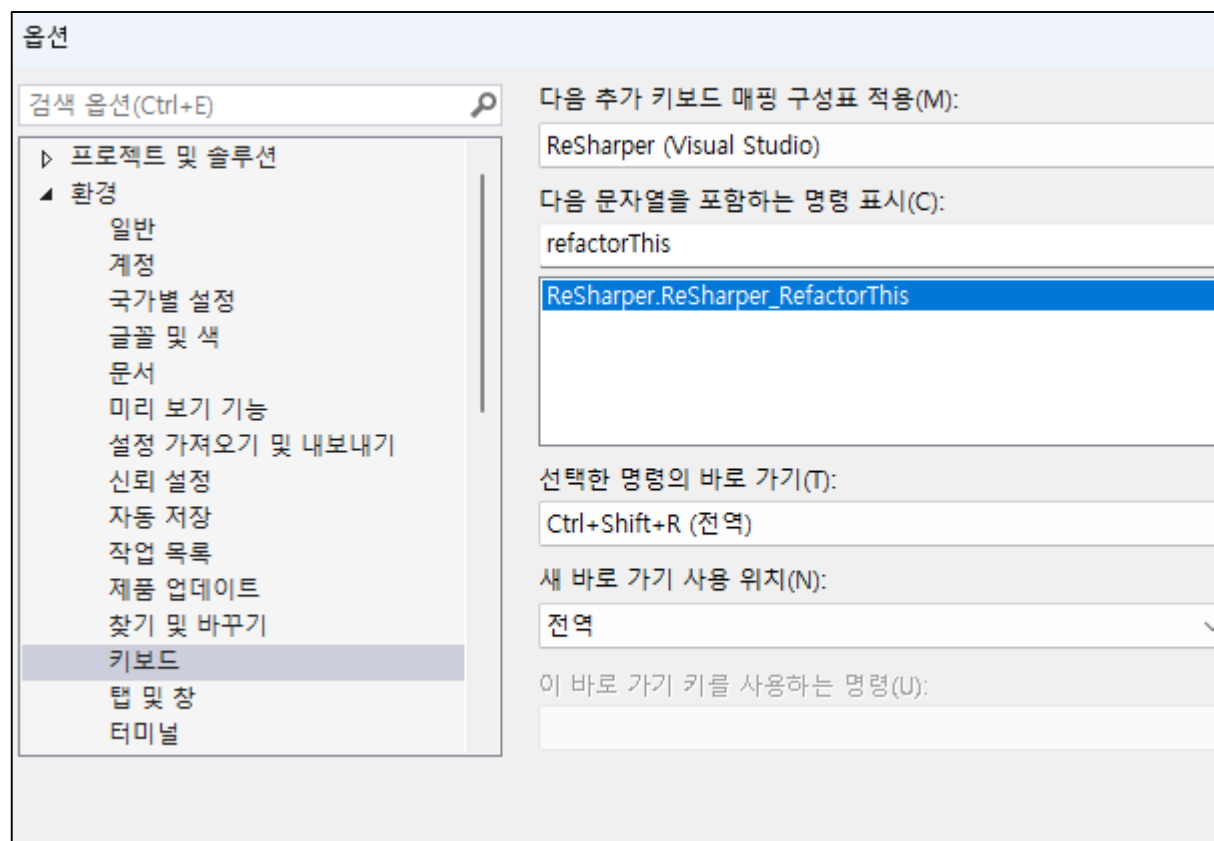 옵션
검색 옵션(Ctrl+E)
프로젝트 및 솔루션
환경
일반
계정
국가별 설정
글꼴 및 색
문서
미리 보기 기능
설정 가져오기 및 내보내기
신뢰 설정
자동 저장
작업 목록
제품 업데이트
찾기 및 바꾸기
키보드
탭 및 창
터미널
다음 추가 키보드 매핑 구성표 적용(M):
ReSharper (Visual Studio)
다음 문자열을 포함하는 명령 표시(C):
refactorThis
ReSharper.ReSharper_RefactorThis
선택한 명령의 바로 가기(T):
Ctrl+Shift+R (전역)
새 바로 가기 사용 위치(N):
전역
이 바로 가기 키를 사용하는 명령(U):